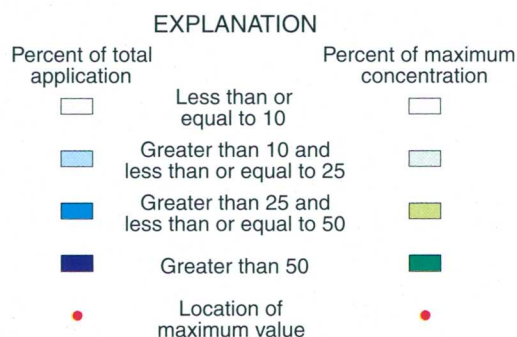 EXPLANATION
Percent of total
application
Percent of maximum
concentration
Less than or
equal to 10
Greater than 10 and
less than or equal to 25
Greater than 25 and
less than or equal to 50
Greater than 50
Location of
maximum value